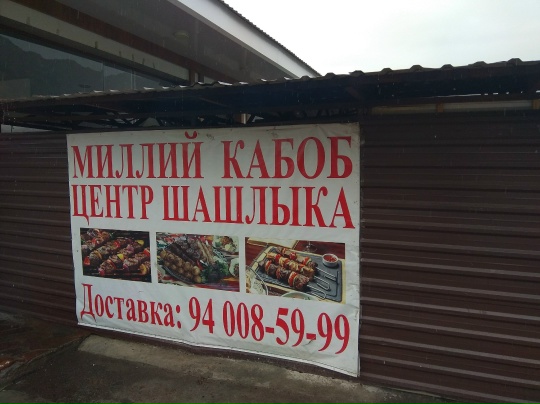 МИЛЛИЙ КАБОБ
ЦЕНТР ШАШЛЫКА
Доставка: 94 008-59-99